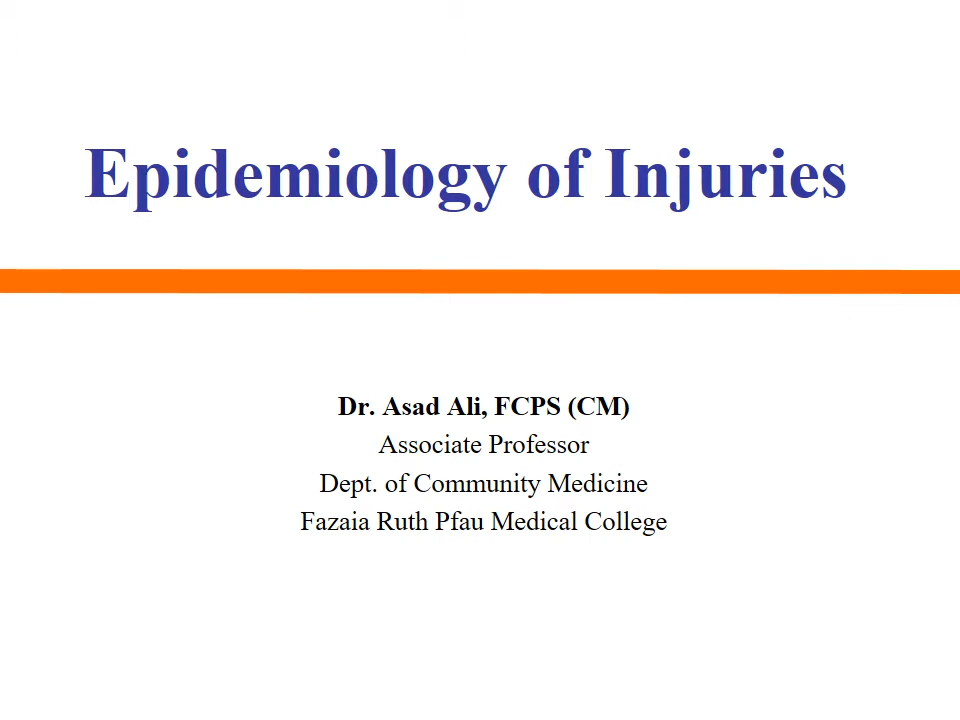 Epidemiology of Injuries
Dr. Asad Ali, FCPS (CM)
Associate Professor
Dept. of Community Medicine
Fazaia Ruth Pfau Medical College